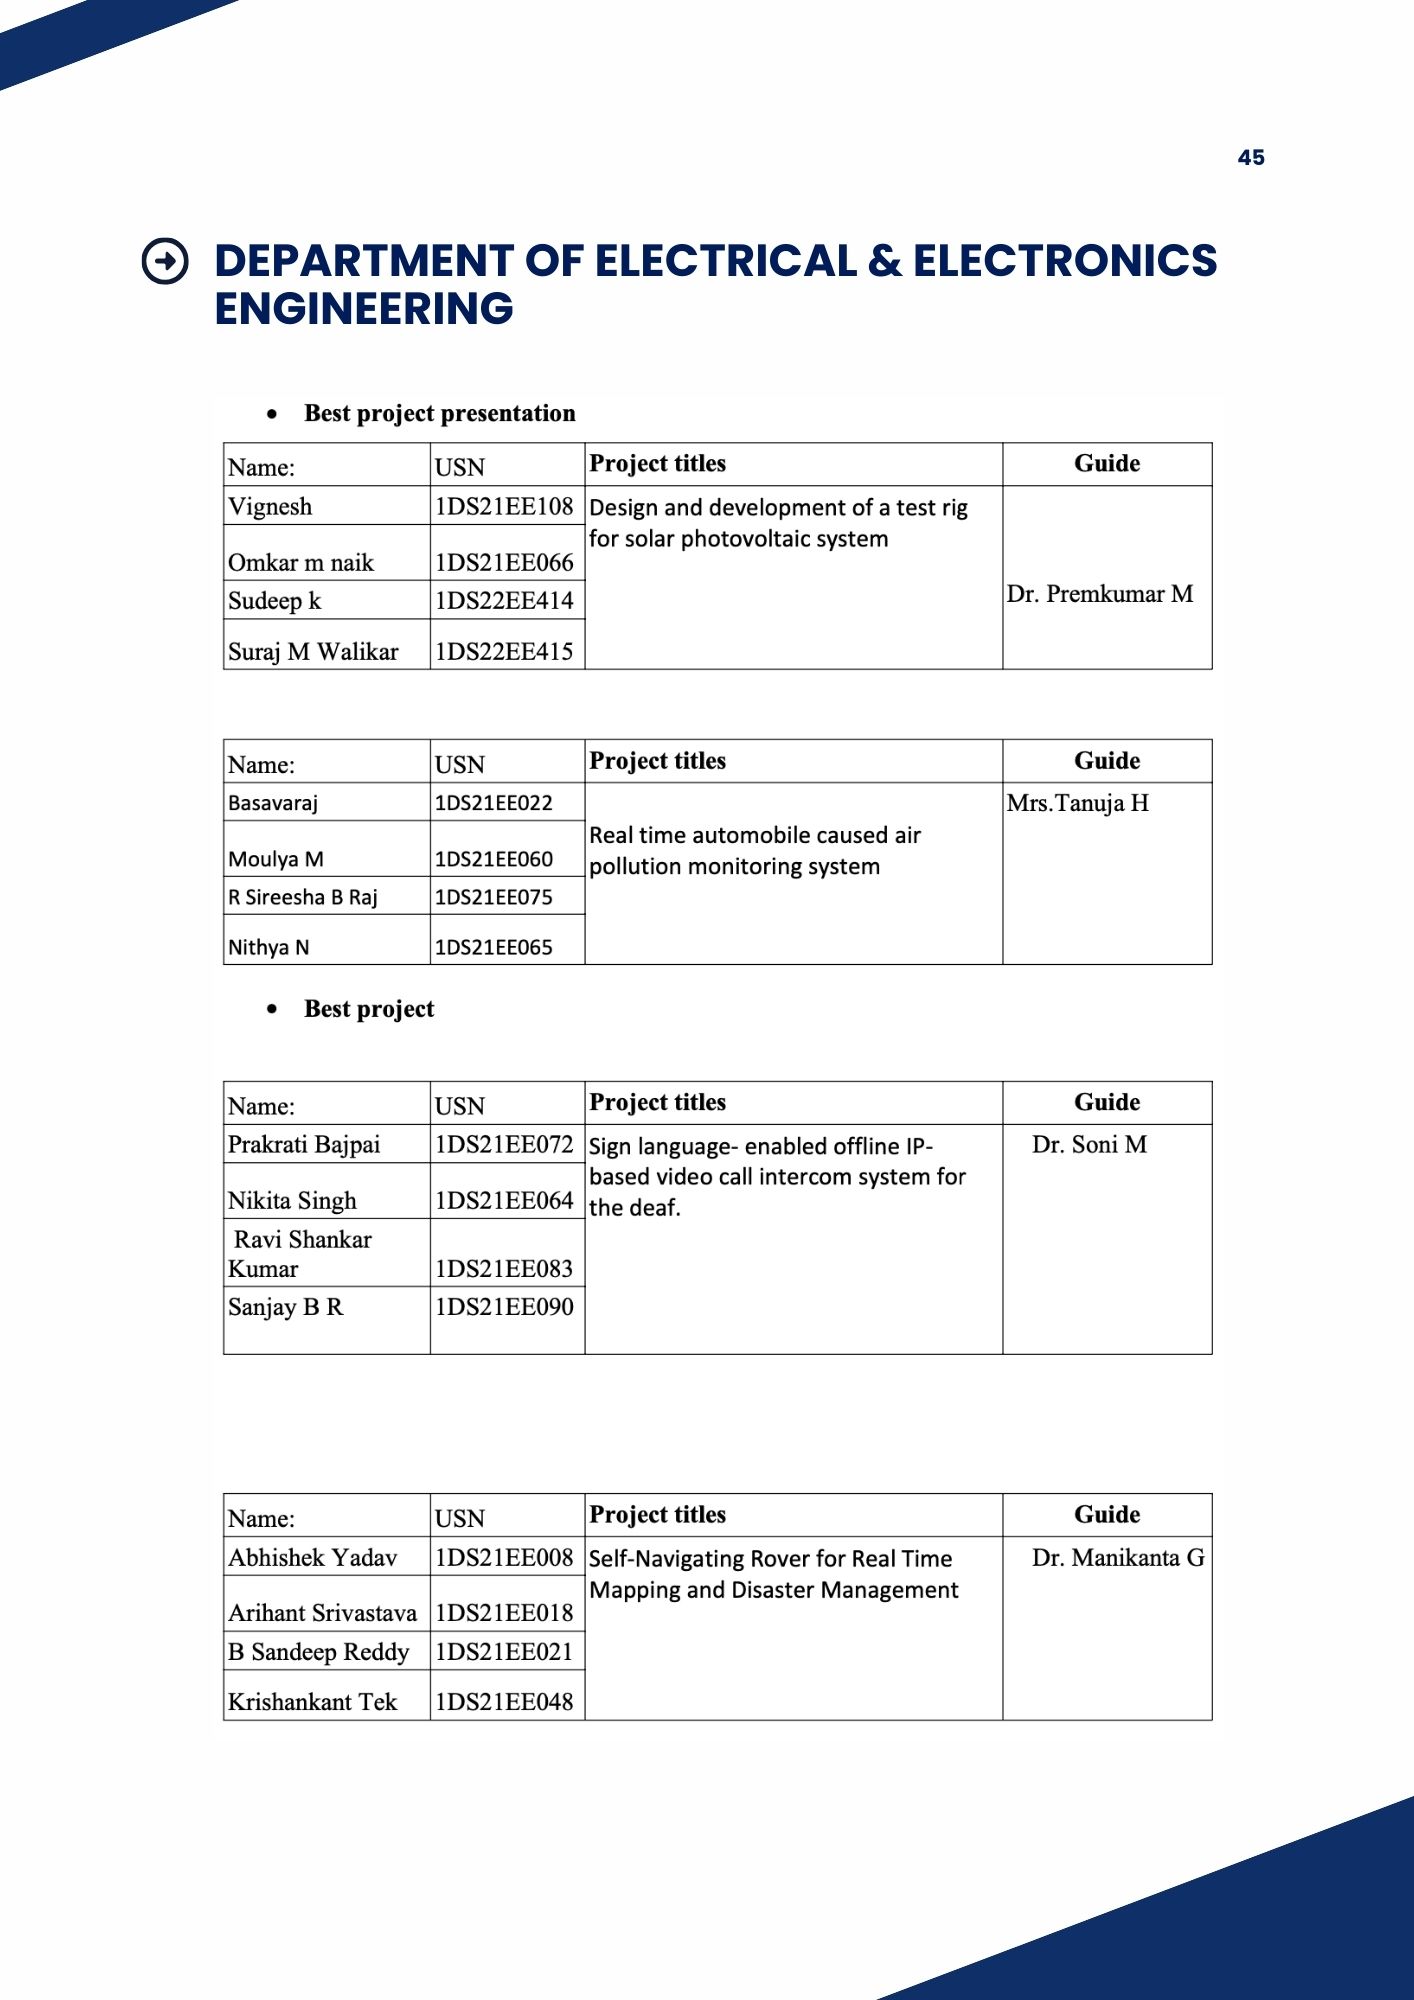 45
DEPARTMENT OF ELECTRICAL & ELECTRONICS
ENGINEERING
• Best project presentation
Name: USN Project titles Guide
Vignesh 1DS21EE108 Design and development of a test rig
for solar photovoltaic system
Omkar m naik 1DS21EE066
Sudeep k 1DS22EE414 Dr. Premkumar M
Suraj M Walikar 1DS22EE415
Name: USN Project titles Guide
Basavaraj 1DS21EE022 Mrs.Tanuja H
Real time automobile caused air
Moulya M 1DS21EE060 pollution monitoring system
R Sireesha B Raj 1DS21EE075
Nithya N 1DS21EE065
• Best project
Name: USN Project titles Guide
Prakrati Bajpai 1DS21EE072 Sign language- enabled offline IP- Dr. Soni M
based video call intercom system for
Nikita Singh 1DS21EE064 the deaf.
Ravi Shankar
Kumar 1DS21EE083
Sanjay B R 1DS21EE090
Name: USN Project titles Guide
Abhishek Yadav 1DS21EE008 Self-Navigating Rover for Real Time Dr. Manikanta G
Mapping and Disaster Management
Arihant Srivastava 1DS21EE018
B Sandeep Reddy 1DS21EE021
Krishankant Tek 1DS21EE048